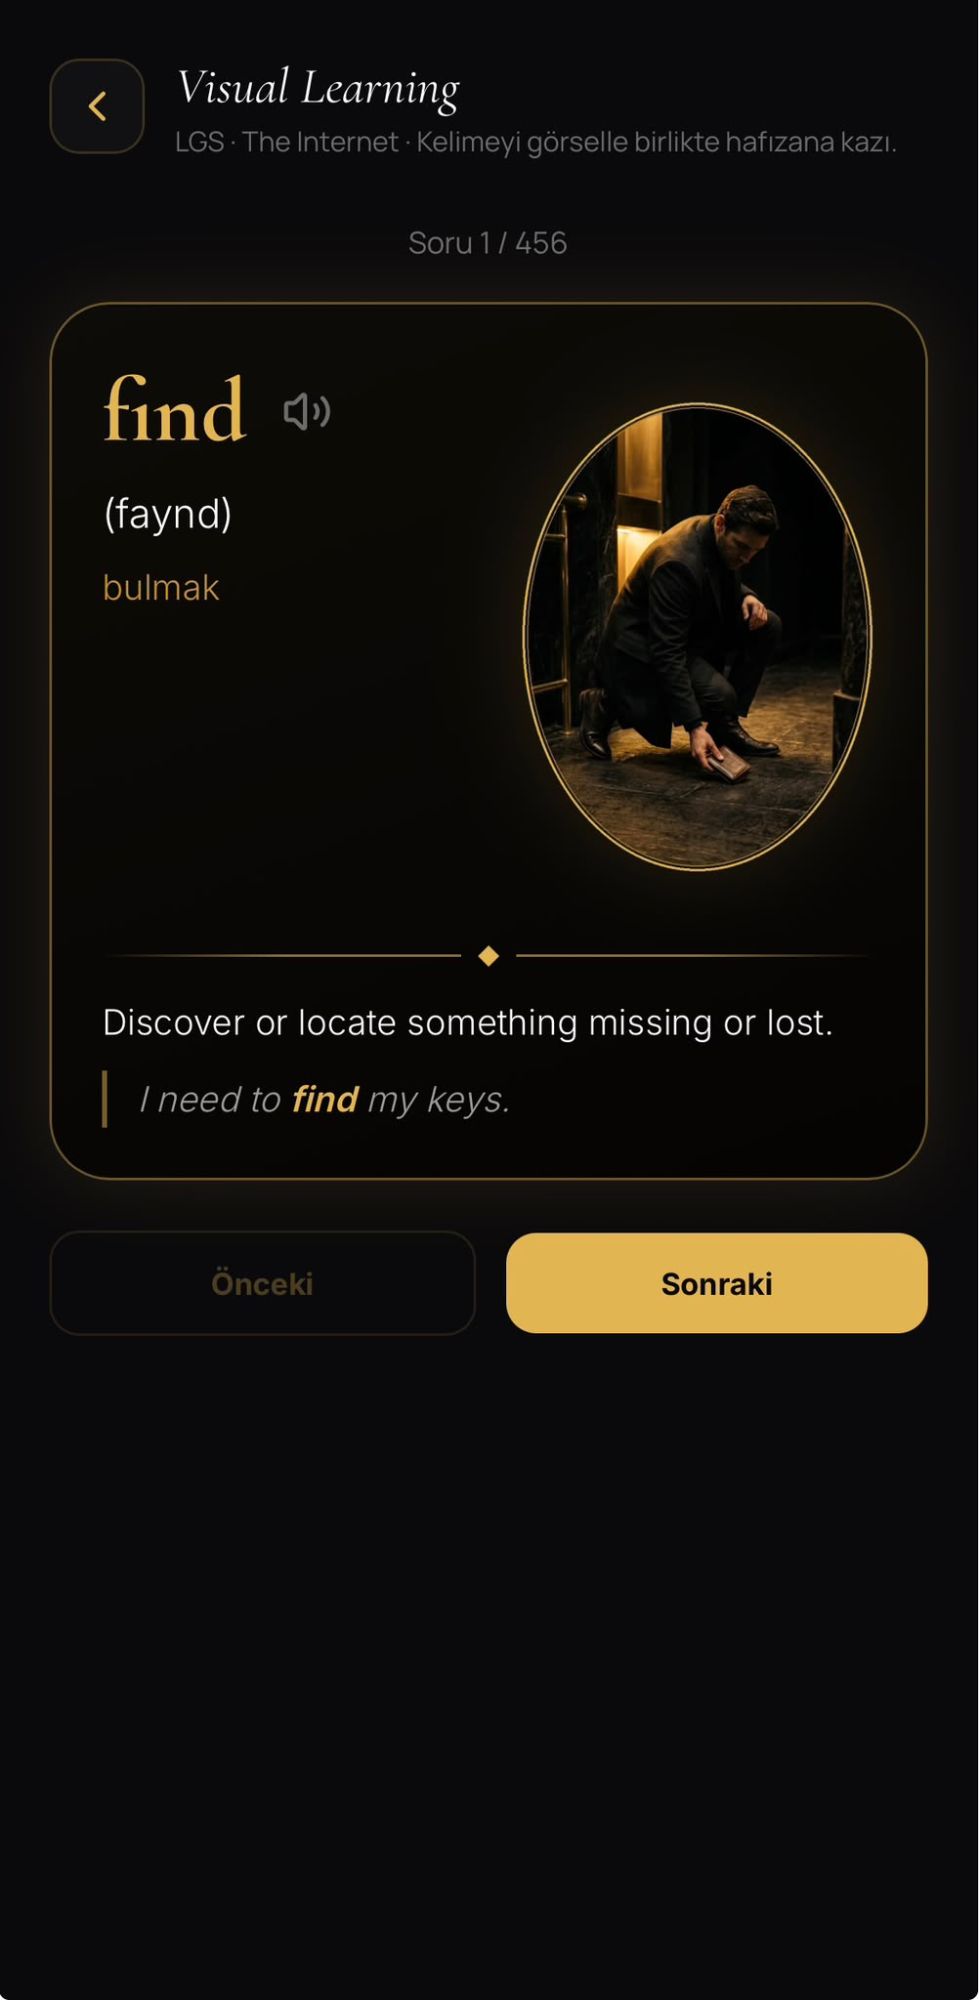 Visual Learning
LGS · The Internet · Kelimeyi görselle birlikte hafızana kazı.
Soru 1 / 456
find
(faynd)
bulmak
Discover or locate something missing or lost.
I need to find my keys.
Önceki
Sonraki